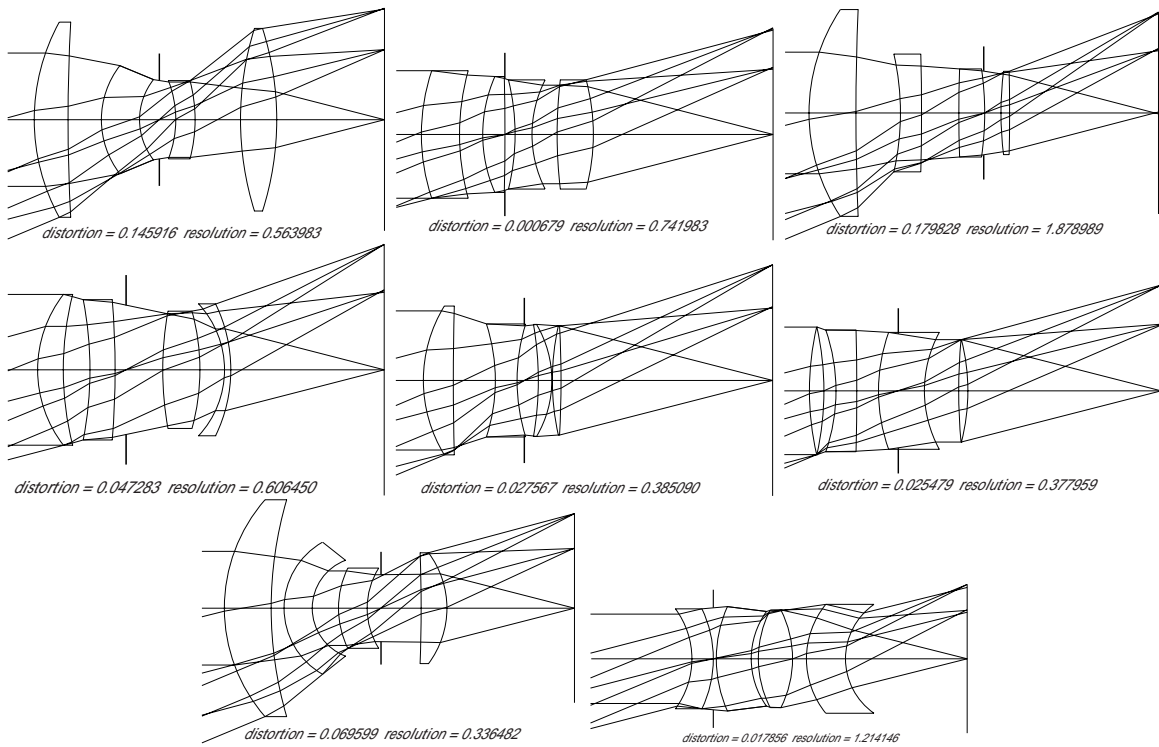 distortion = 0.145916 resolution = 0.563983
distortion = 0.000679 resolution = 0.741983
distortion = 0.179828 resolution = 1.878989
distortion = 0.047283 resolution = 0.606450
distortion = 0.027567 resolution = 0.385090
distortion = 0.025479 resolution = 0.377959
distortion = 0.069599 resolution = 0.336482
distortion = 0.017856 resolution = 1.214146